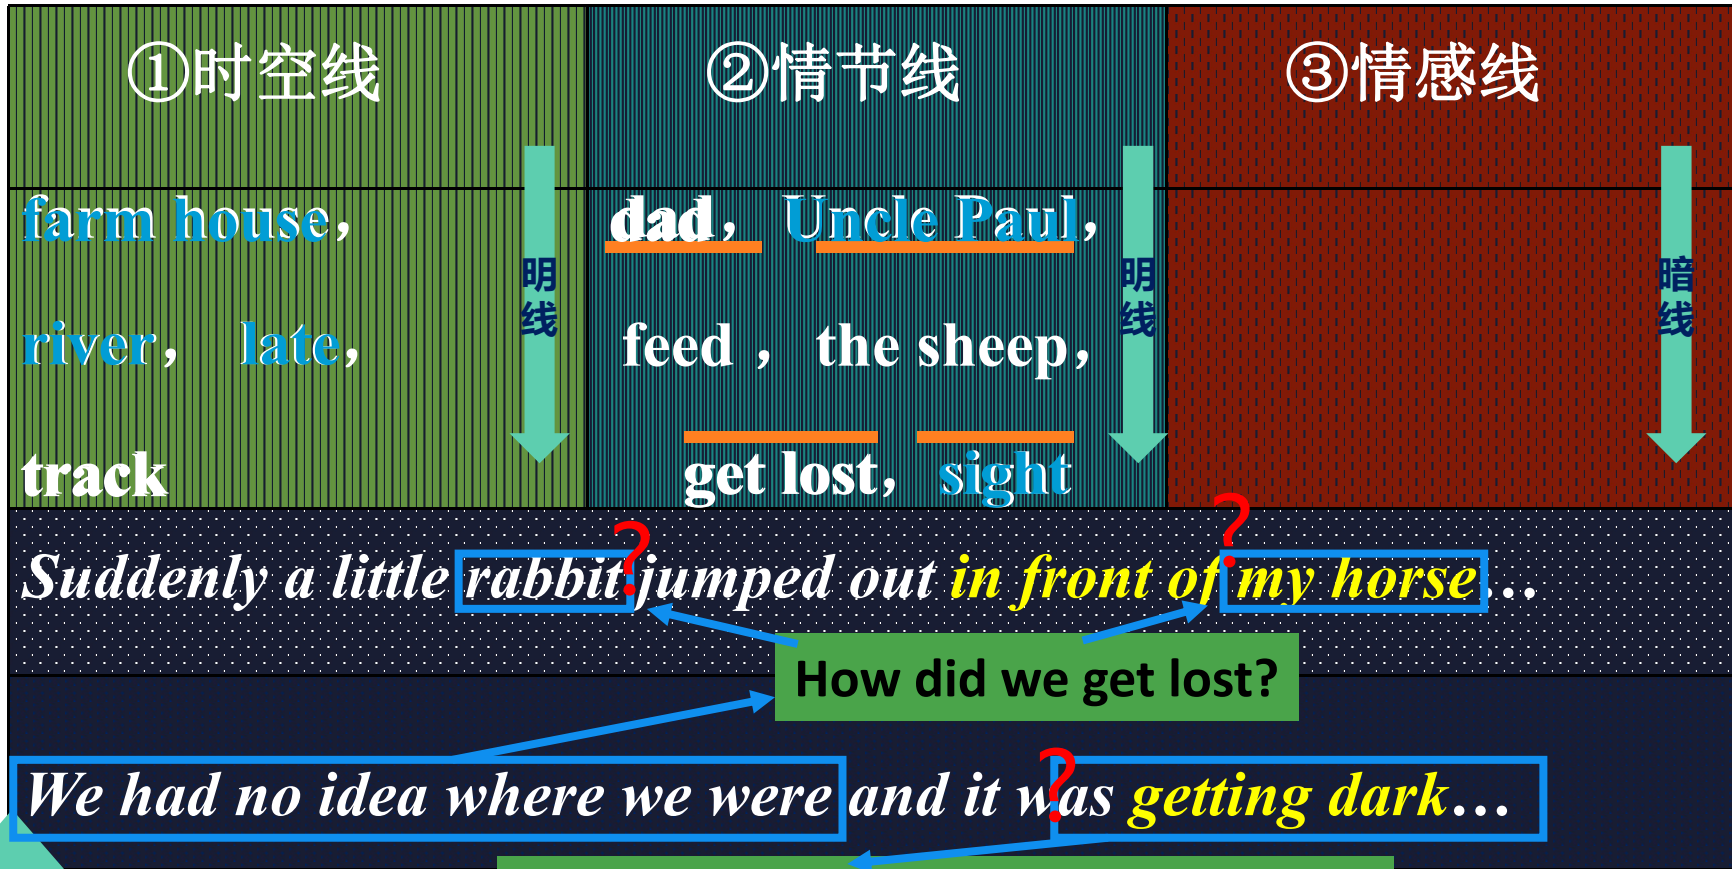 ①时空线 ②情节线 ③情感线
farm house， dad， Uncle Paul，
明线 明线 暗线
river， late， feed ， the sheep，
track get lost， sight
Suddenly a little rabbit jumped out in front of my horse…
? ?
How did we get lost?
We had no idea where we were and it was getting dark…
?